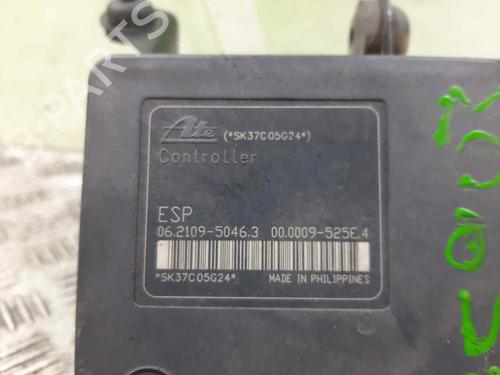 Ate (*SK37C05G24*)
Controller
ESP
06.2109-5046.3 00.0009-525E.4
*SK37C05G24* MADE IN PHILIPPINES